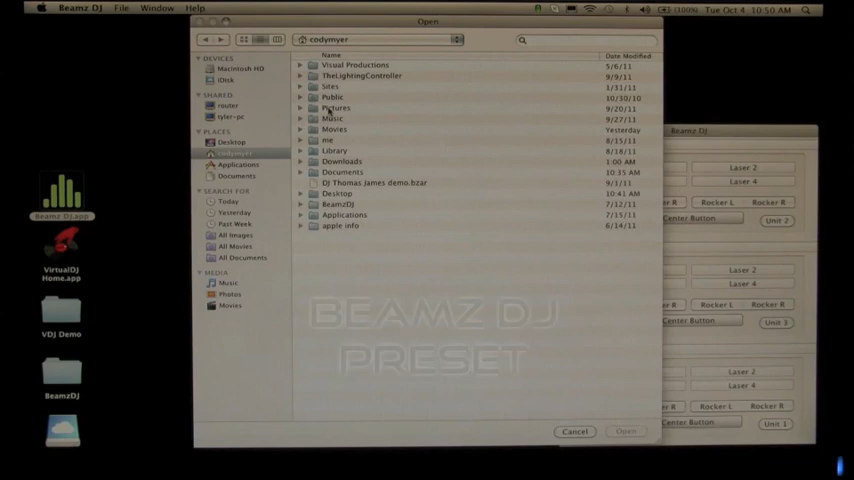 Beamz DJ File Window Help
(100%) Tue Oct 4 10:50 AM
Open
codymyer
Name Date Modified
DEVICES
Macintosh HD
iDisk
SHARED
router
tyler-pc
PLACES
Desktop
codymyer
Applications
Documents
SEARCH FOR
Today
Yesterday
Past Week
All Images
All Movies
All Documents
MEDIA
Music
Photos
Movies
Visual Productions 5/6/11
TheLightingController 9/9/11
Sites 1/31/11
Public 10/30/10
Pictures 9/20/11
Music 9/27/11
Movies Yesterday
me 8/15/11
Library 8/18/11
Downloads 1:00 AM
Documents 10:35 AM
DJ Thomas James demo.bzar 9/1/11
Desktop 10:41 AM
BeamzDJ 7/12/11
Applications 7/15/11
apple info 6/14/11
BEAMZ DJ
PRESET
Cancel Open
Beamz DJ
Laser 2
Laser 4
Rocker L Rocker R
Center Button Unit 2
Laser 2
Laser 4
Rocker L Rocker R
Center Button Unit 3
Laser 2
Laser 4
Rocker L Rocker R
Center Button Unit 1
Beamz DJ.app
VirtualDJ
Home.app
VDJ Demo
BeamzDJ